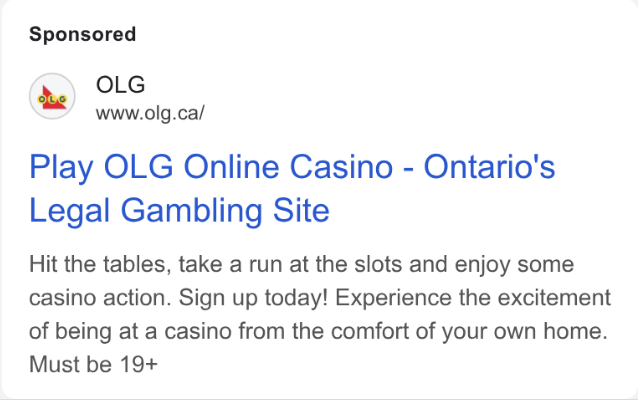 Sponsored
OLG
OLG
www.olg.ca/
Play OLG Online Casino - Ontario's
Legal Gambling Site
Hit the tables, take a run at the slots and enjoy some
casino action. Sign up today! Experience the excitement
of being at a casino from the comfort of your own home.
Must be 19+